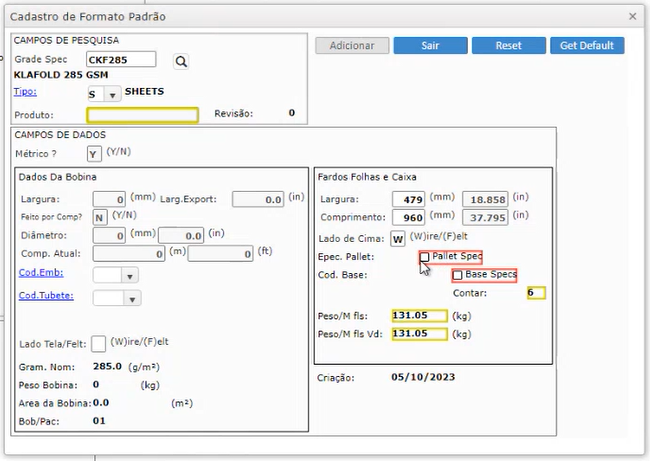 Cadastro de Formato Padrão
CAMPOS DE PESQUISA
Grade Spec CKF285
KLAFOLD 285 GSM
Tipo: S SHEETS
Produto: Revisão: 0
Adicionar Sair Reset Get Default
CAMPOS DE DADOS
Métrico ? Y (Y/N)
Dados Da Bobina
Largura: 0 (mm) Larg.Export: 0.0 (in)
Feito por Comp? N (Y/N)
Diâmetro: 0 (mm) 0.0 (in)
Comp. Atual: 0 (m) 0 (ft)
Cod.Emb:
Cod.Tubete:
Lado Tela/Felt: (W)ire/(F)elt
Gram. Nom: 285.0 (g/m²)
Peso Bobina: 0 (kg)
Area da Bobina: 0.0 (m²)
Bob/Pac: 01
Fardos Folhas e Caixa
Largura: 479 (mm) 18.858 (in)
Comprimento: 960 (mm) 37.795 (in)
Lado de Cima: W (W)ire/(F)elt
Epec. Pallet: Pallet Spec
Cod. Base: Base Specs
Contar: 6
Peso/M fls: 131.05 (kg)
Peso/M fls Vd: 131.05 (kg)
Criação: 05/10/2023